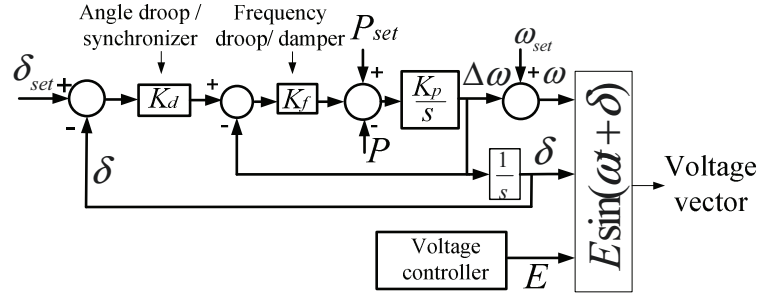 Angle droop /
synchronizer
Frequency
droop/ damper
P_set
ω_set
δ_set
+
-
K_d
+
-
K_f
+
-
K_p
s
Δω
+
ω
P
δ
1
s
δ
E sin(ωt+δ)
Voltage
vector
Voltage
controller
E